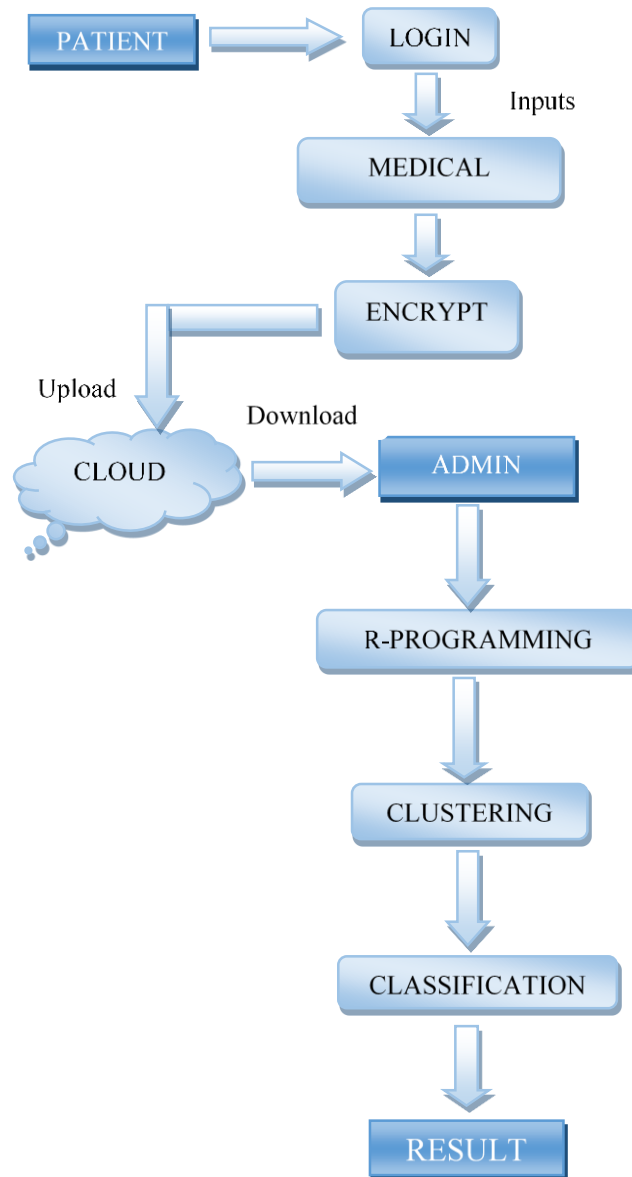 PATIENT
LOGIN
Inputs
MEDICAL
ENCRYPT
Upload
Download
CLOUD
ADMIN
R-PROGRAMMING
CLUSTERING
CLASSIFICATION
RESULT